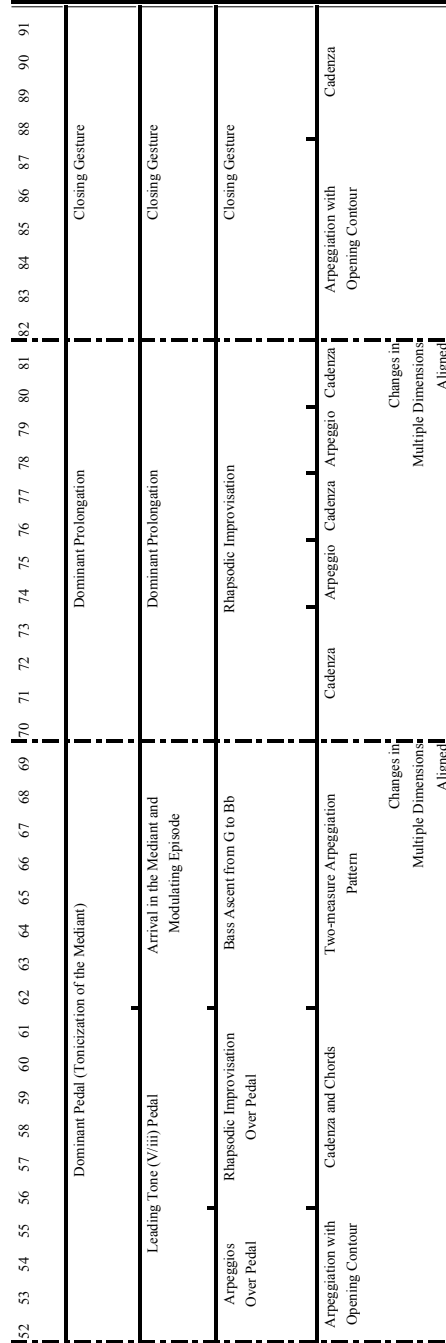 52 53 54 55 56 57 58 59 60 61 62 63 64 65 66 67 68 69 70 71 72 73 74 75 76 77 78 79 80 81 82 83 84 85 86 87 88 89 90 91
Dominant Pedal (Tonicization of the Mediant)
Dominant Prolongation
Closing Gesture
Leading Tone (V/iii) Pedal
Arrival in the Mediant and
Modulating Episode
Dominant Prolongation
Closing Gesture
Arpeggios
Over Pedal
Rhapsodic Improvisation
Over Pedal
Bass Ascent from G to Bb
Rhapsodic Improvisation
Closing Gesture
Arpeggiation with
Opening Contour
Cadenza and Chords
Two-measure Arpeggiation
Pattern
Cadenza
Arpeggio
Cadenza
Arpeggio
Cadenza
Arpeggiation with
Opening Contour
Cadenza
Changes in
Multiple Dimensions
Aligned
Changes in
Multiple Dimensions
Aligned